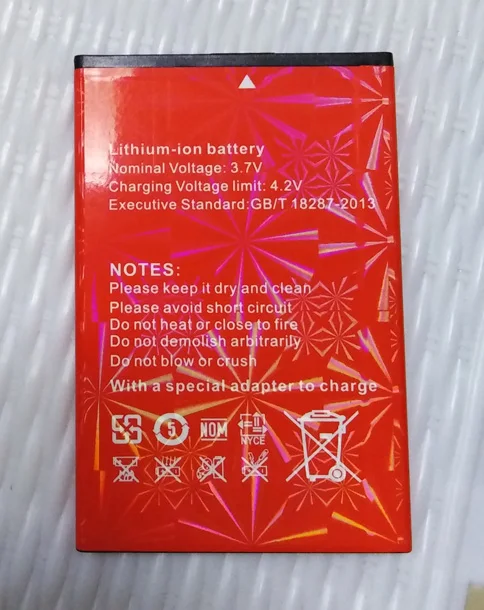 Lithium-ion battery
Nominal Voltage: 3.7V
Charging Voltage limit: 4.2V
Executive Standard:GB/T 18287-2013
NOTES:
Please keep it dry and clean
Please avoid short circuit
Do not heat or close to fire
Do not demolish arbitrarily
Do not blow or crush
With a special adapter to charge
5 NOM
NYCE